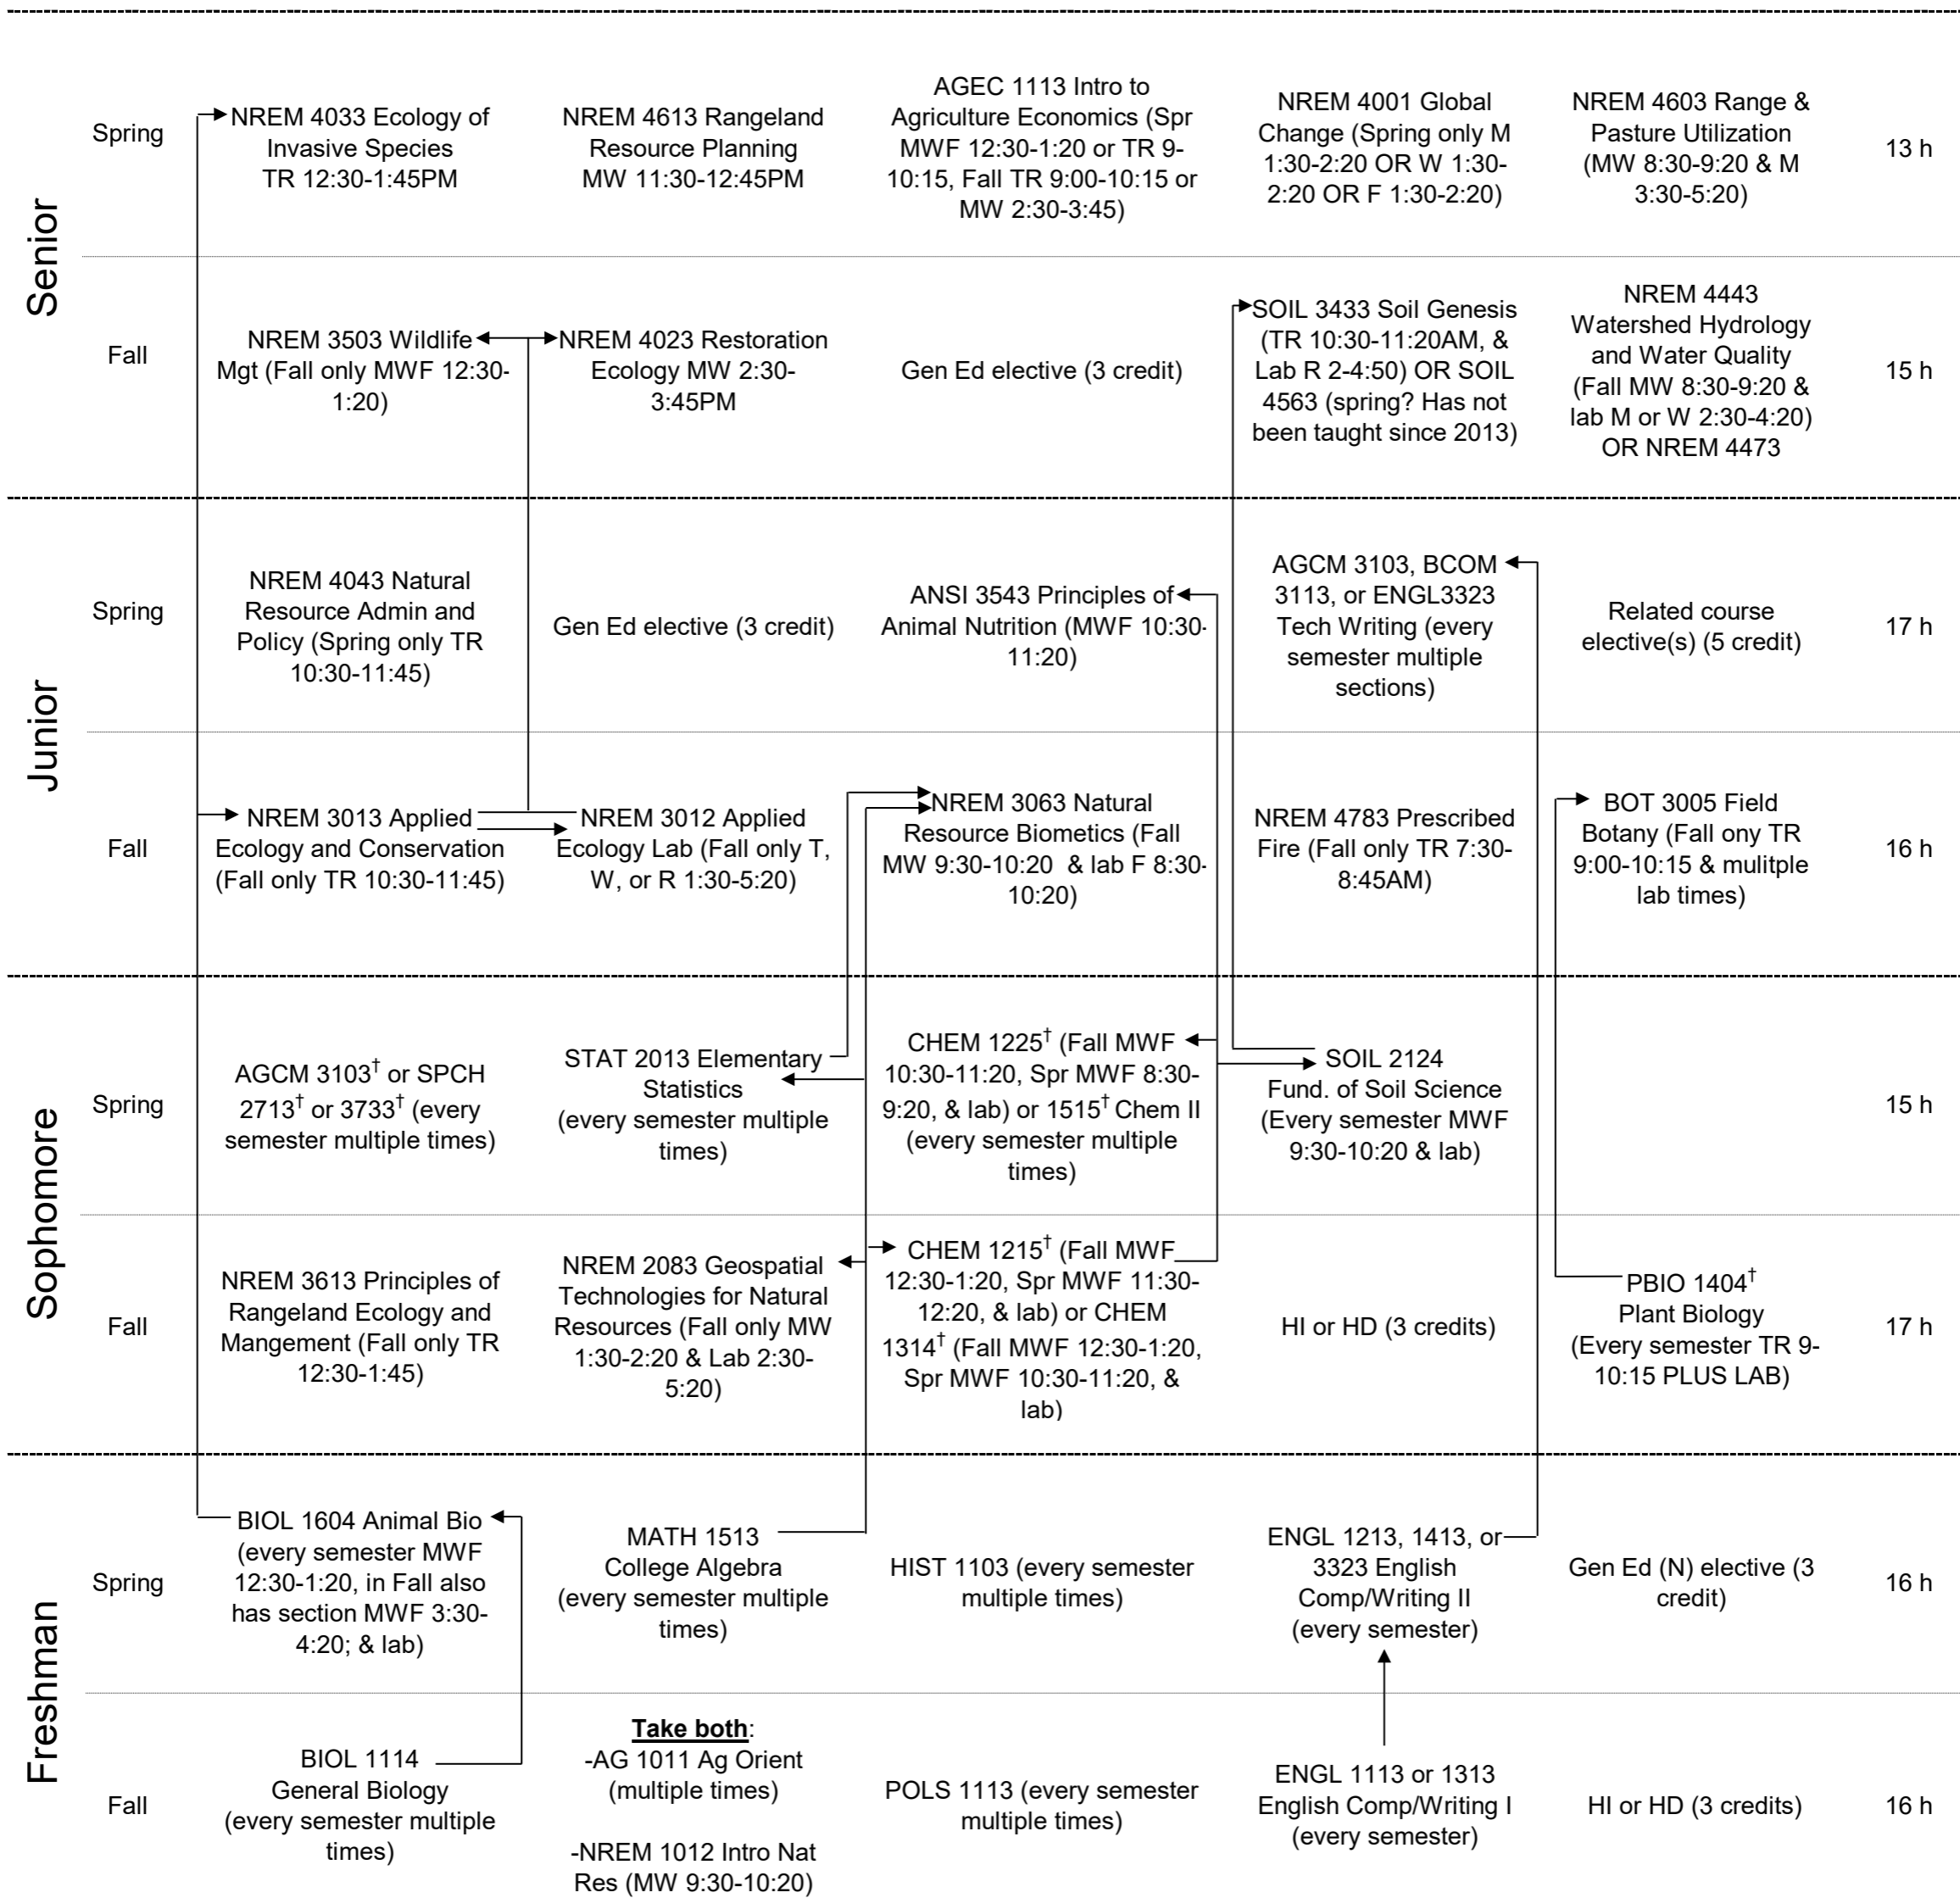 Senior
Spring
NREM 4033 Ecology of
Invasive Species
TR 12:30-1:45PM
NREM 4613 Rangeland
Resource Planning
MW 11:30-12:45PM
AGEC 1113 Intro to
Agriculture Economics (Spr
MWF 12:30-1:20 or TR 9-
10:15, Fall TR 9:00-10:15 or
MW 2:30-3:45)
NREM 4001 Global
Change (Spring only M
1:30-2:20 OR W 1:30-
2:20 OR F 1:30-2:20)
NREM 4603 Range &
Pasture Utilization
(MW 8:30-9:20 & M
3:30-5:20)
13 h
Fall
NREM 3503 Wildlife
Mgt (Fall only MWF 12:30-
1:20)
NREM 4023 Restoration
Ecology MW 2:30-
3:45PM
Gen Ed elective (3 credit)
SOIL 3433 Soil Genesis
(TR 10:30-11:20AM, &
Lab R 2-4:50) OR SOIL
4563 (spring? Has not
been taught since 2013)
NREM 4443
Watershed Hydrology
and Water Quality
(Fall MW 8:30-9:20 &
lab M or W 2:30-4:20)
OR NREM 4473
15 h
Junior
Spring
NREM 4043 Natural
Resource Admin and
Policy (Spring only TR
10:30-11:45)
Gen Ed elective (3 credit)
ANSI 3543 Principles of
Animal Nutrition (MWF 10:30-
11:20)
AGCM 3103, BCOM
3113, or ENGL3323
Tech Writing (every
semester multiple
sections)
Related course
elective(s) (5 credit)
17 h
Fall
NREM 3013 Applied
Ecology and Conservation
(Fall only TR 10:30-11:45)
NREM 3012 Applied
Ecology Lab (Fall only T,
W, or R 1:30-5:20)
NREM 3063 Natural
Resource Biometics (Fall
MW 9:30-10:20 & lab F 8:30-
10:20)
NREM 4783 Prescribed
Fire (Fall only TR 7:30-
8:45AM)
BOT 3005 Field
Botany (Fall ony TR
9:00-10:15 & mulitple
lab times)
16 h
Sophomore
Spring
AGCM 3103† or SPCH
2713† or 3733† (every
semester multiple times)
STAT 2013 Elementary
Statistics
(every semester multiple
times)
CHEM 1225† (Fall MWF
10:30-11:20, Spr MWF 8:30-
9:20, & lab) or 1515† Chem II
(every semester multiple
times)
SOIL 2124
Fund. of Soil Science
(Every semester MWF
9:30-10:20 & lab)
15 h
Fall
NREM 3613 Principles of
Rangeland Ecology and
Mangement (Fall only TR
12:30-1:45)
NREM 2083 Geospatial
Technologies for Natural
Resources (Fall only MW
1:30-2:20 & Lab 2:30-
5:20)
CHEM 1215† (Fall MWF
12:30-1:20, Spr MWF 11:30-
12:20, & lab) or CHEM
1314† (Fall MWF 12:30-1:20,
Spr MWF 10:30-11:20, &
lab)
HI or HD (3 credits)
PBIO 1404†
Plant Biology
(Every semester TR 9-
10:15 PLUS LAB)
17 h
Freshman
Spring
BIOL 1604 Animal Bio
(every semester MWF
12:30-1:20, in Fall also
has section MWF 3:30-
4:20; & lab)
MATH 1513
College Algebra
(every semester multiple
times)
HIST 1103 (every semester
multiple times)
ENGL 1213, 1413, or
3323 English
Comp/Writing II
(every semester)
Gen Ed (N) elective (3
credit)
16 h
Fall
BIOL 1114
General Biology
(every semester multiple
times)
Take both:
-AG 1011 Ag Orient
(multiple times)
-NREM 1012 Intro Nat
Res (MW 9:30-10:20)
POLS 1113 (every semester
multiple times)
ENGL 1113 or 1313
English Comp/Writing I
(every semester)
HI or HD (3 credits)
16 h